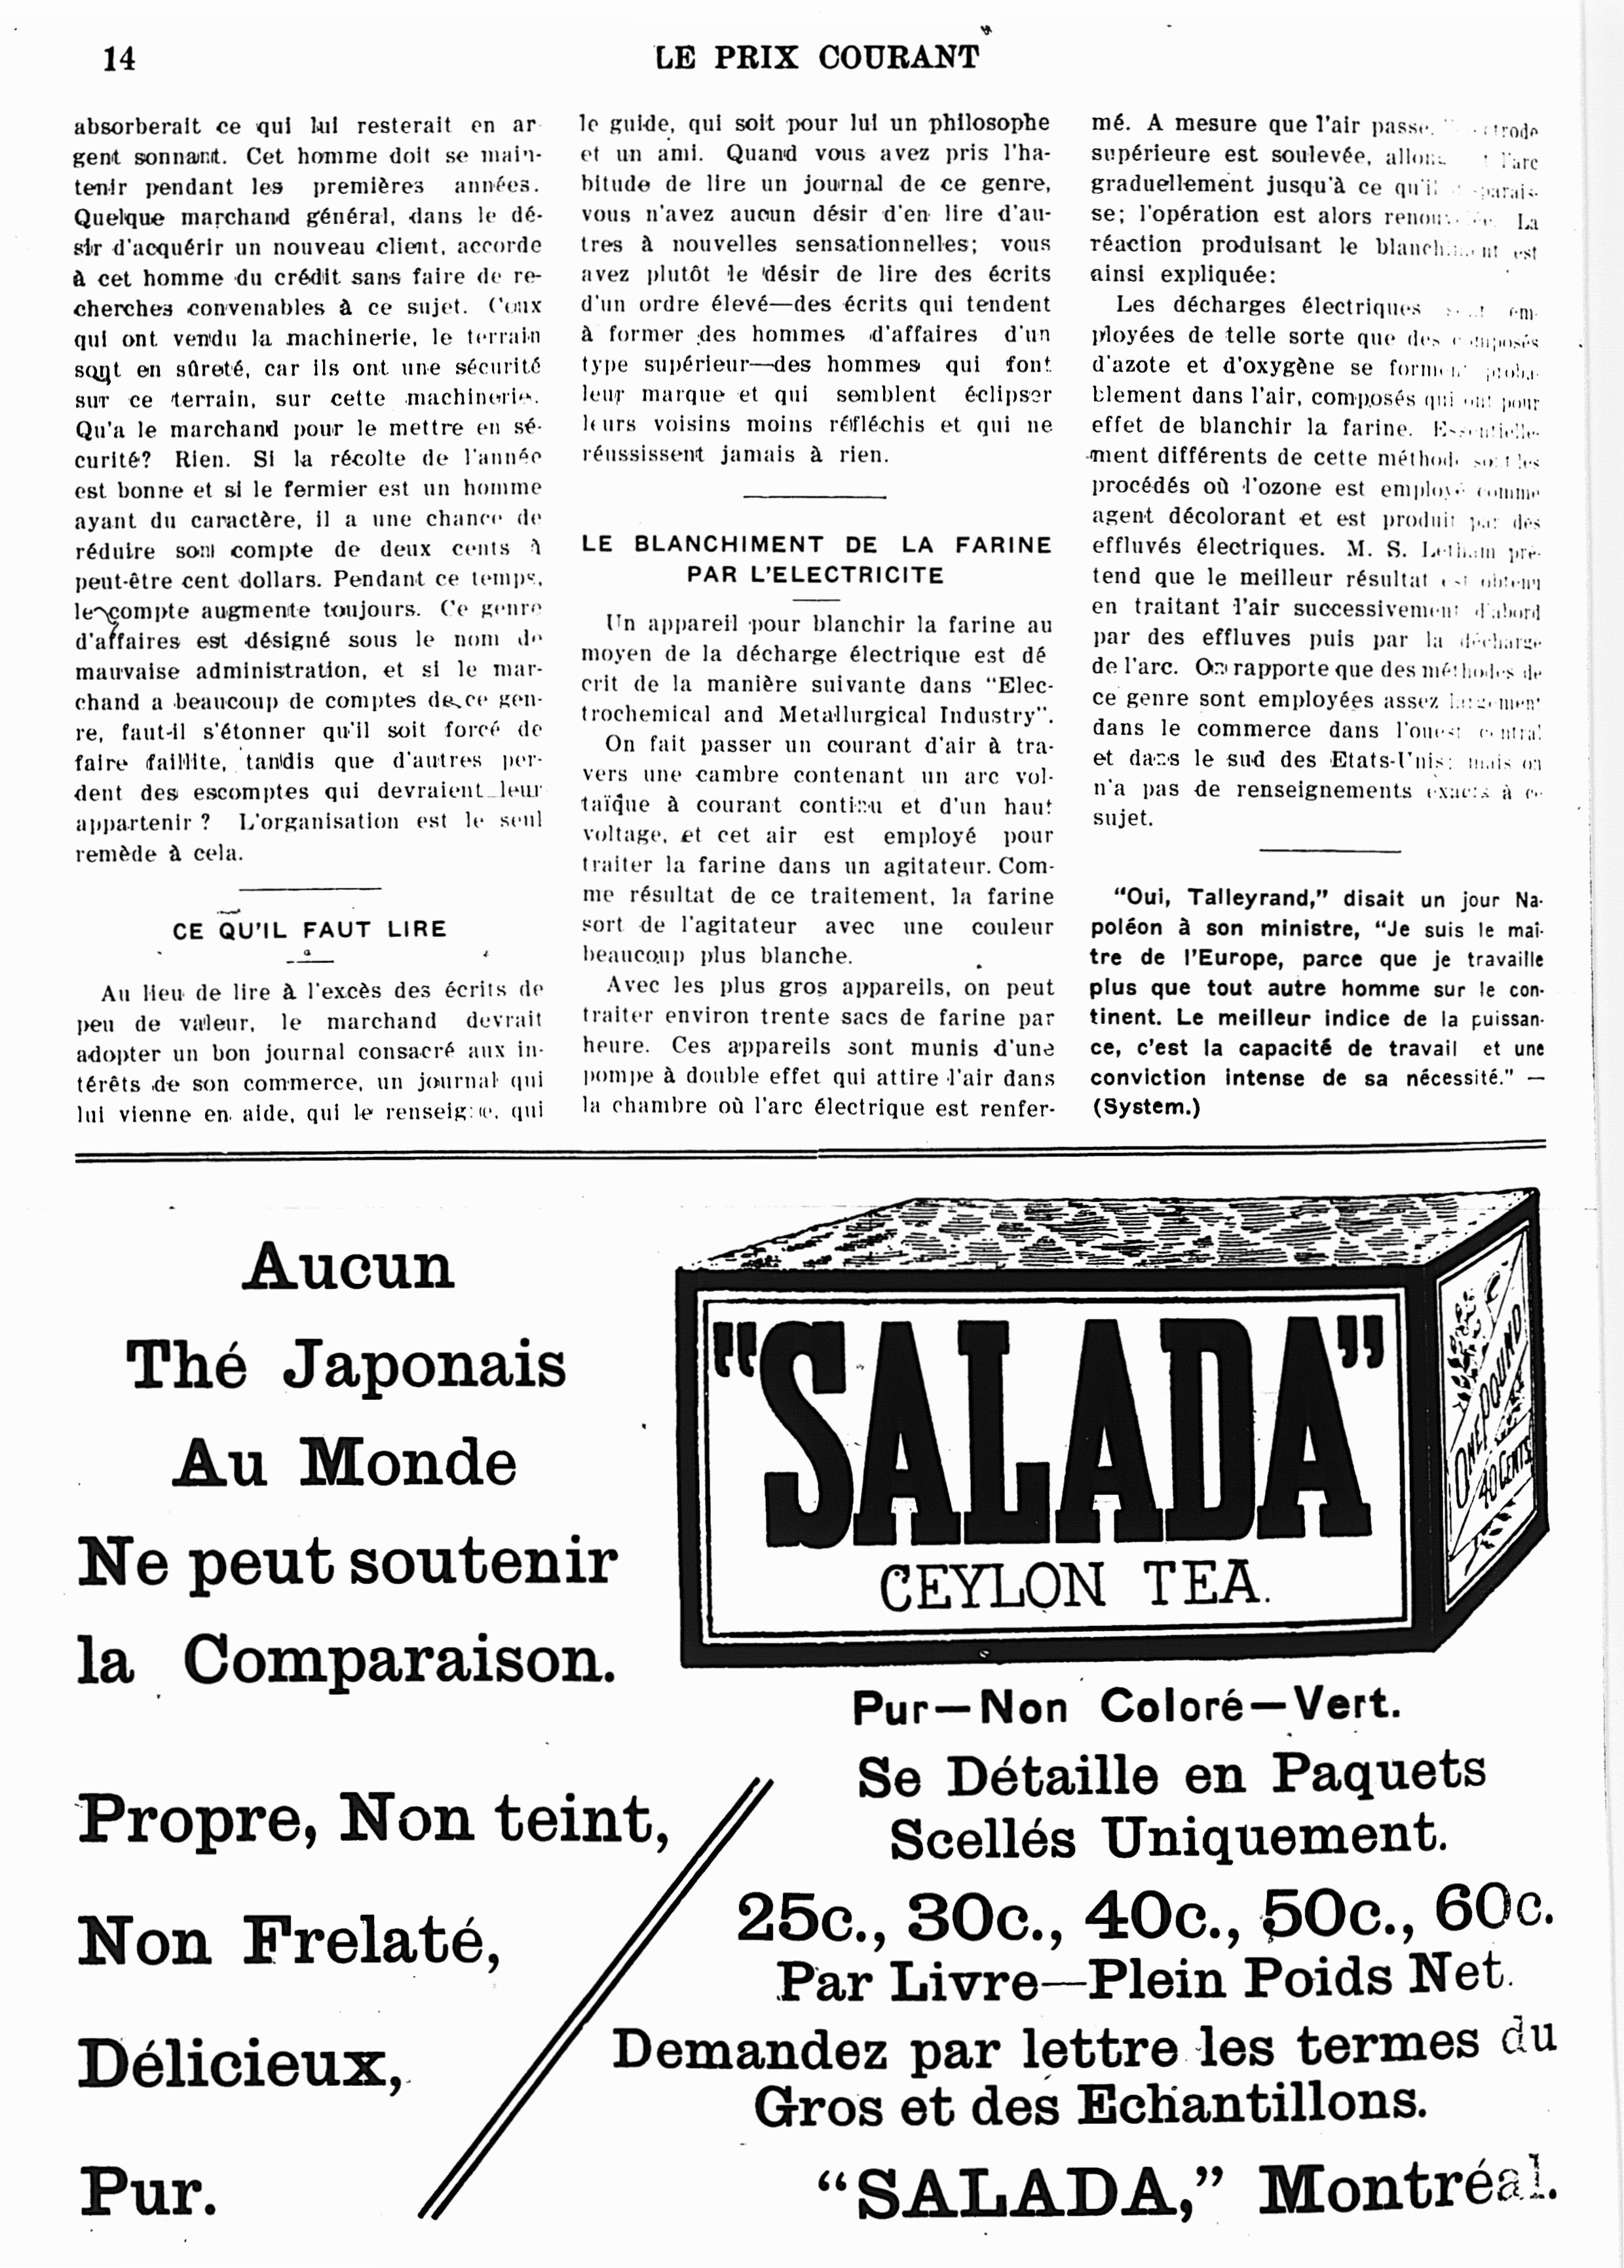 14
LE PRIX COURANT
absorberait ce qui lui resterait en ar-
gent sonnant. Cet homme doit se main-
tenir pendant les premières années.
Quelque marchand général, dans le dé-
sir d'acquérir un nouveau client, accorde
à cet homme du crédit sans faire de re-
cherches convenables à ce sujet. Ceux
qui ont vendu la machinerie, le terrain
sont en sûreté, car ils ont une sécurité
sur ce terrain, sur cette machinerie.
Qu'a le marchand pour le mettre en sé-
curité? Rien. Si la récolte de l'année
est bonne et si le fermier est un homme
ayant du caractère, il a une chance de
réduire son compte de deux cents à
peut-être cent dollars. Pendant ce temps,
le compte augmente toujours. Ce genre
d'affaires est désigné sous le nom de
mauvaise administration, et si le mar-
chand a beaucoup de comptes de ce gen-
re, faut-il s'étonner qu'il soit forcé de
faire faillite, tandis que d'autres per-
dent des escomptes qui devraient leur
appartenir ? L'organisation est le seul
remède à cela.
CE QU'IL FAUT LIRE
Au lieu de lire à l'excès des écrits de
peu de valeur, le marchand devrait
adopter un bon journal consacré aux in-
térêts de son commerce, un journal qui
lui vienne en aide, qui le renseigne, qui
le guide, qui soit pour lui un philosophe
et un ami. Quand vous avez pris l'ha-
bitude de lire un journal de ce genre,
vous n'avez aucun désir d'en lire d'au-
tres à nouvelles sensationnelles; vous
avez plutôt le désir de lire des écrits
d'un ordre élevé—des écrits qui tendent
à former des hommes d'affaires d'un
type supérieur—des hommes qui font
leur marque et qui semblent éclipser
leurs voisins moins réfléchis et qui ne
réussissent jamais à rien.
LE BLANCHIMENT DE LA FARINE
PAR L'ELECTRICITE
Un appareil pour blanchir la farine au
moyen de la décharge électrique est dé
crit de la manière suivante dans "Elec-
trochemical and Metallurgical Industry".
On fait passer un courant d'air à tra-
vers une cambre contenant un arc vol-
taïque à courant continu et d'un haut
voltage, et cet air est employé pour
traiter la farine dans un agitateur. Com-
me résultat de ce traitement, la farine
sort de l'agitateur avec une couleur
beaucoup plus blanche.
Avec les plus gros appareils, on peut
traiter environ trente sacs de farine par
heure. Ces appareils sont munis d'une
pompe à double effet qui attire l'air dans
la chambre où l'arc électrique est renfer-
mé. A mesure que l'air passe,
supérieure est soulevée, l'arc
graduellement jusqu'à ce qu'il
se; l'opération est alors La
réaction produisant le blanchiment est
ainsi expliquée:
Les décharges électriques em-
ployées de telle sorte que des composés
d'azote et d'oxygène se forment proba-
blement dans l'air, composés qui ont pour
effet de blanchir la farine. Essentielle-
ment différents de cette méthode sont les
procédés où l'ozone est employé comme
agent décolorant et est produit par des
effluvés électriques. M. S. Letham pré-
tend que le meilleur résultat est obtenu
en traitant l'air successivement d'abord
par des effluves puis par la décharge
de l'arc. On rapporte que des méthodes de
ce genre sont employées assez largement
dans le commerce dans l'ouest central
et dans le sud des Etats-Unis; mais on
n'a pas de renseignements exacts à ce
sujet.
"Oui, Talleyrand," disait un jour Na-
poléon à son ministre, "Je suis le maî-
tre de l'Europe, parce que je travaille
plus que tout autre homme sur le con-
tinent. Le meilleur indice de la puissan-
ce, c'est la capacité de travail et une
conviction intense de sa nécessité." —
(System.)
Aucun
Thé Japonais
Au Monde
Ne peut soutenir
la Comparaison.
Propre, Non teint,
Non Frelaté,
Délicieux,
Pur.
"SALADA"
CEYLON TEA.
ONE POUND
40 CENTS
Pur—Non Coloré—Vert.
Se Détaille en Paquets
Scellés Uniquement.
25c., 30c., 40c., 50c., 60c.
Par Livre—Plein Poids Net.
Demandez par lettre les termes du
Gros et des Echantillons.
"SALADA," Montréal.